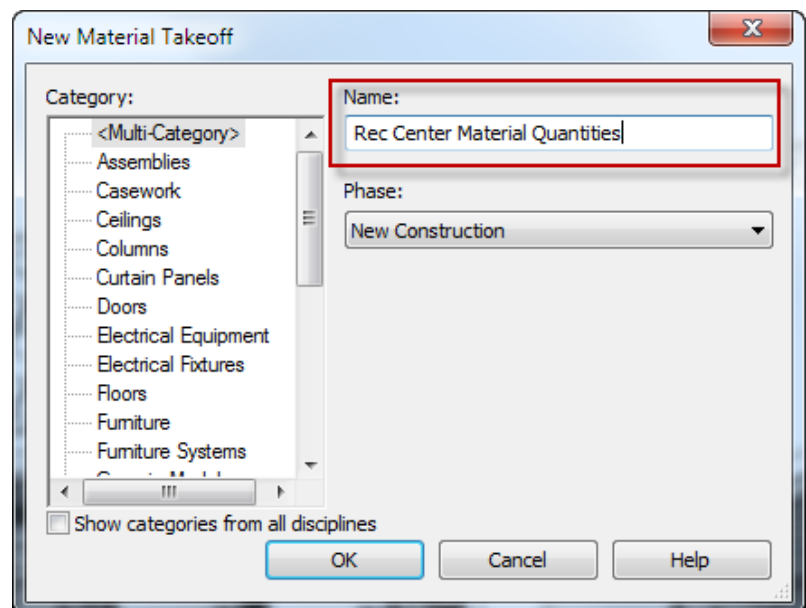 New Material Takeoff
Category:
<Multi-Category>
Assemblies
Casework
Ceilings
Columns
Curtain Panels
Doors
Electrical Equipment
Electrical Fixtures
Floors
Furniture
Furniture Systems
Name:
Rec Center Material Quantities
Phase:
New Construction
Show categories from all disciplines
OK
Cancel
Help